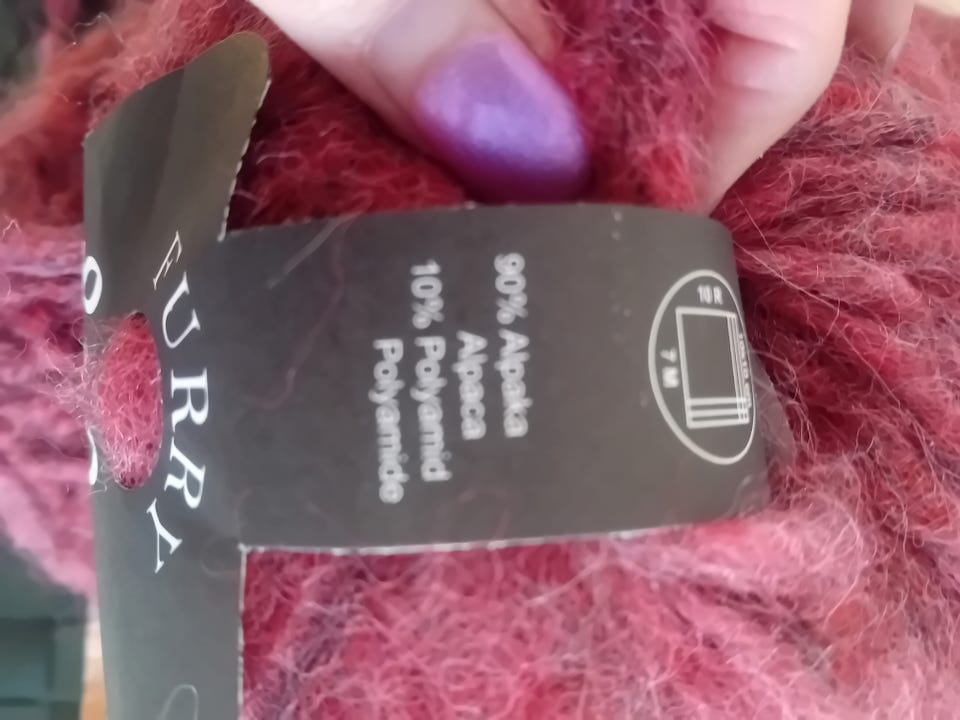 FURRY
90% Alpaka
Alpaca
10% Polyamid
Polyamide
10 R
7 M